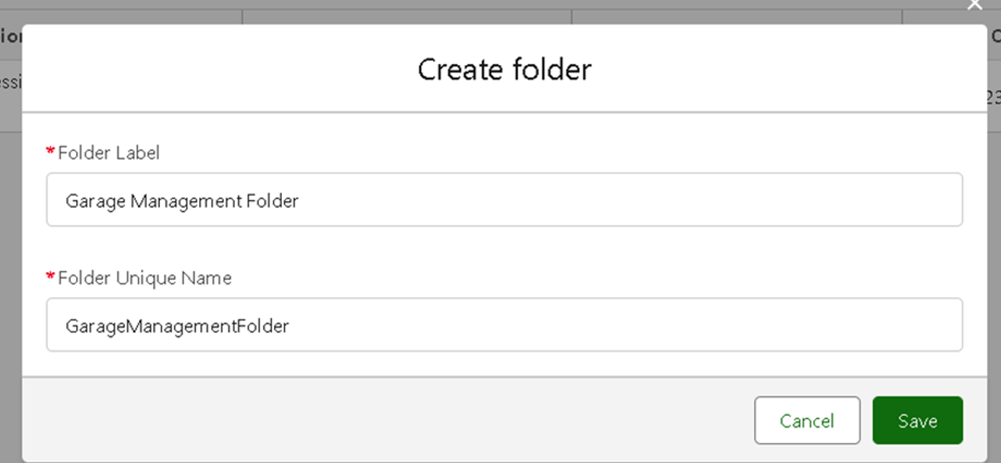 Create folder
*Folder Label
Garage Management Folder
*Folder Unique Name
GarageManagementFolder
Cancel Save